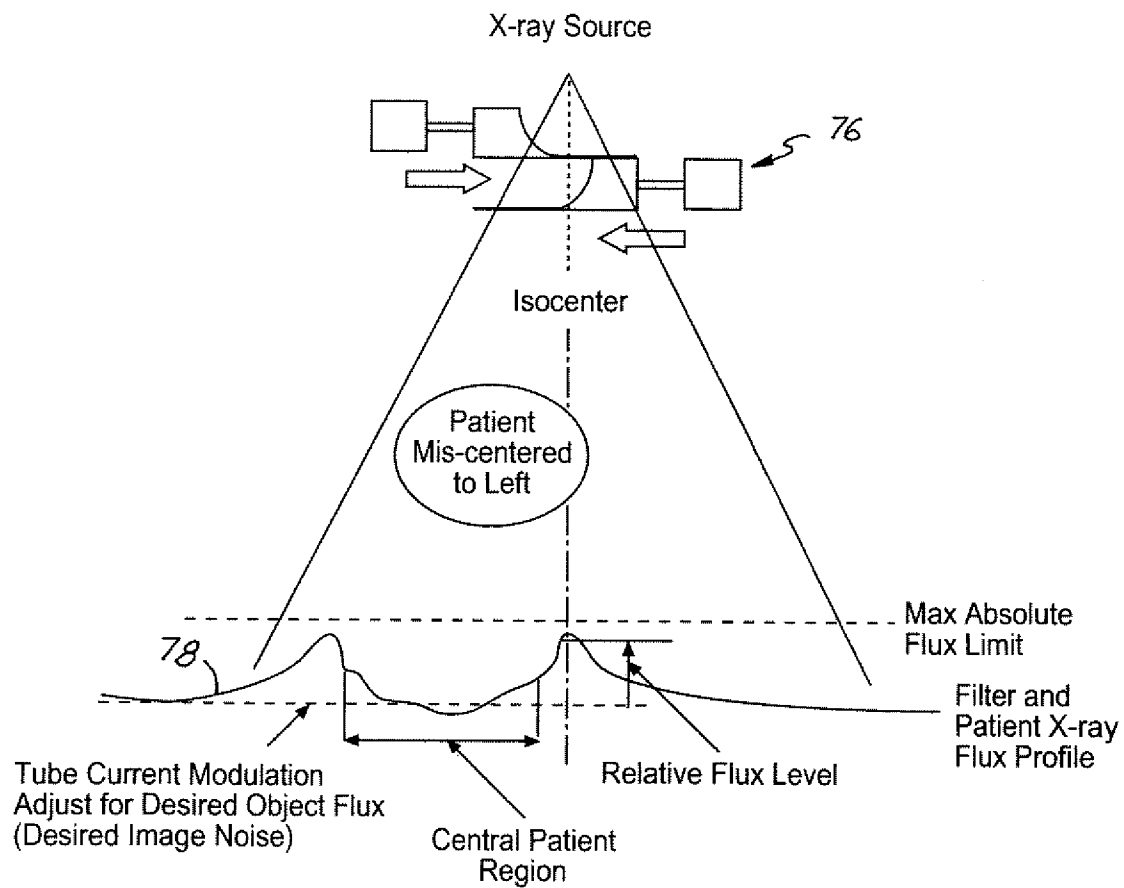 X-ray Source
76
Isocenter
Patient
Mis-centered
to Left
Max Absolute
Flux Limit
78
Filter and
Patient X-ray
Flux Profile
Tube Current Modulation
Adjust for Desired Object Flux
(Desired Image Noise)
Relative Flux Level
Central Patient
Region